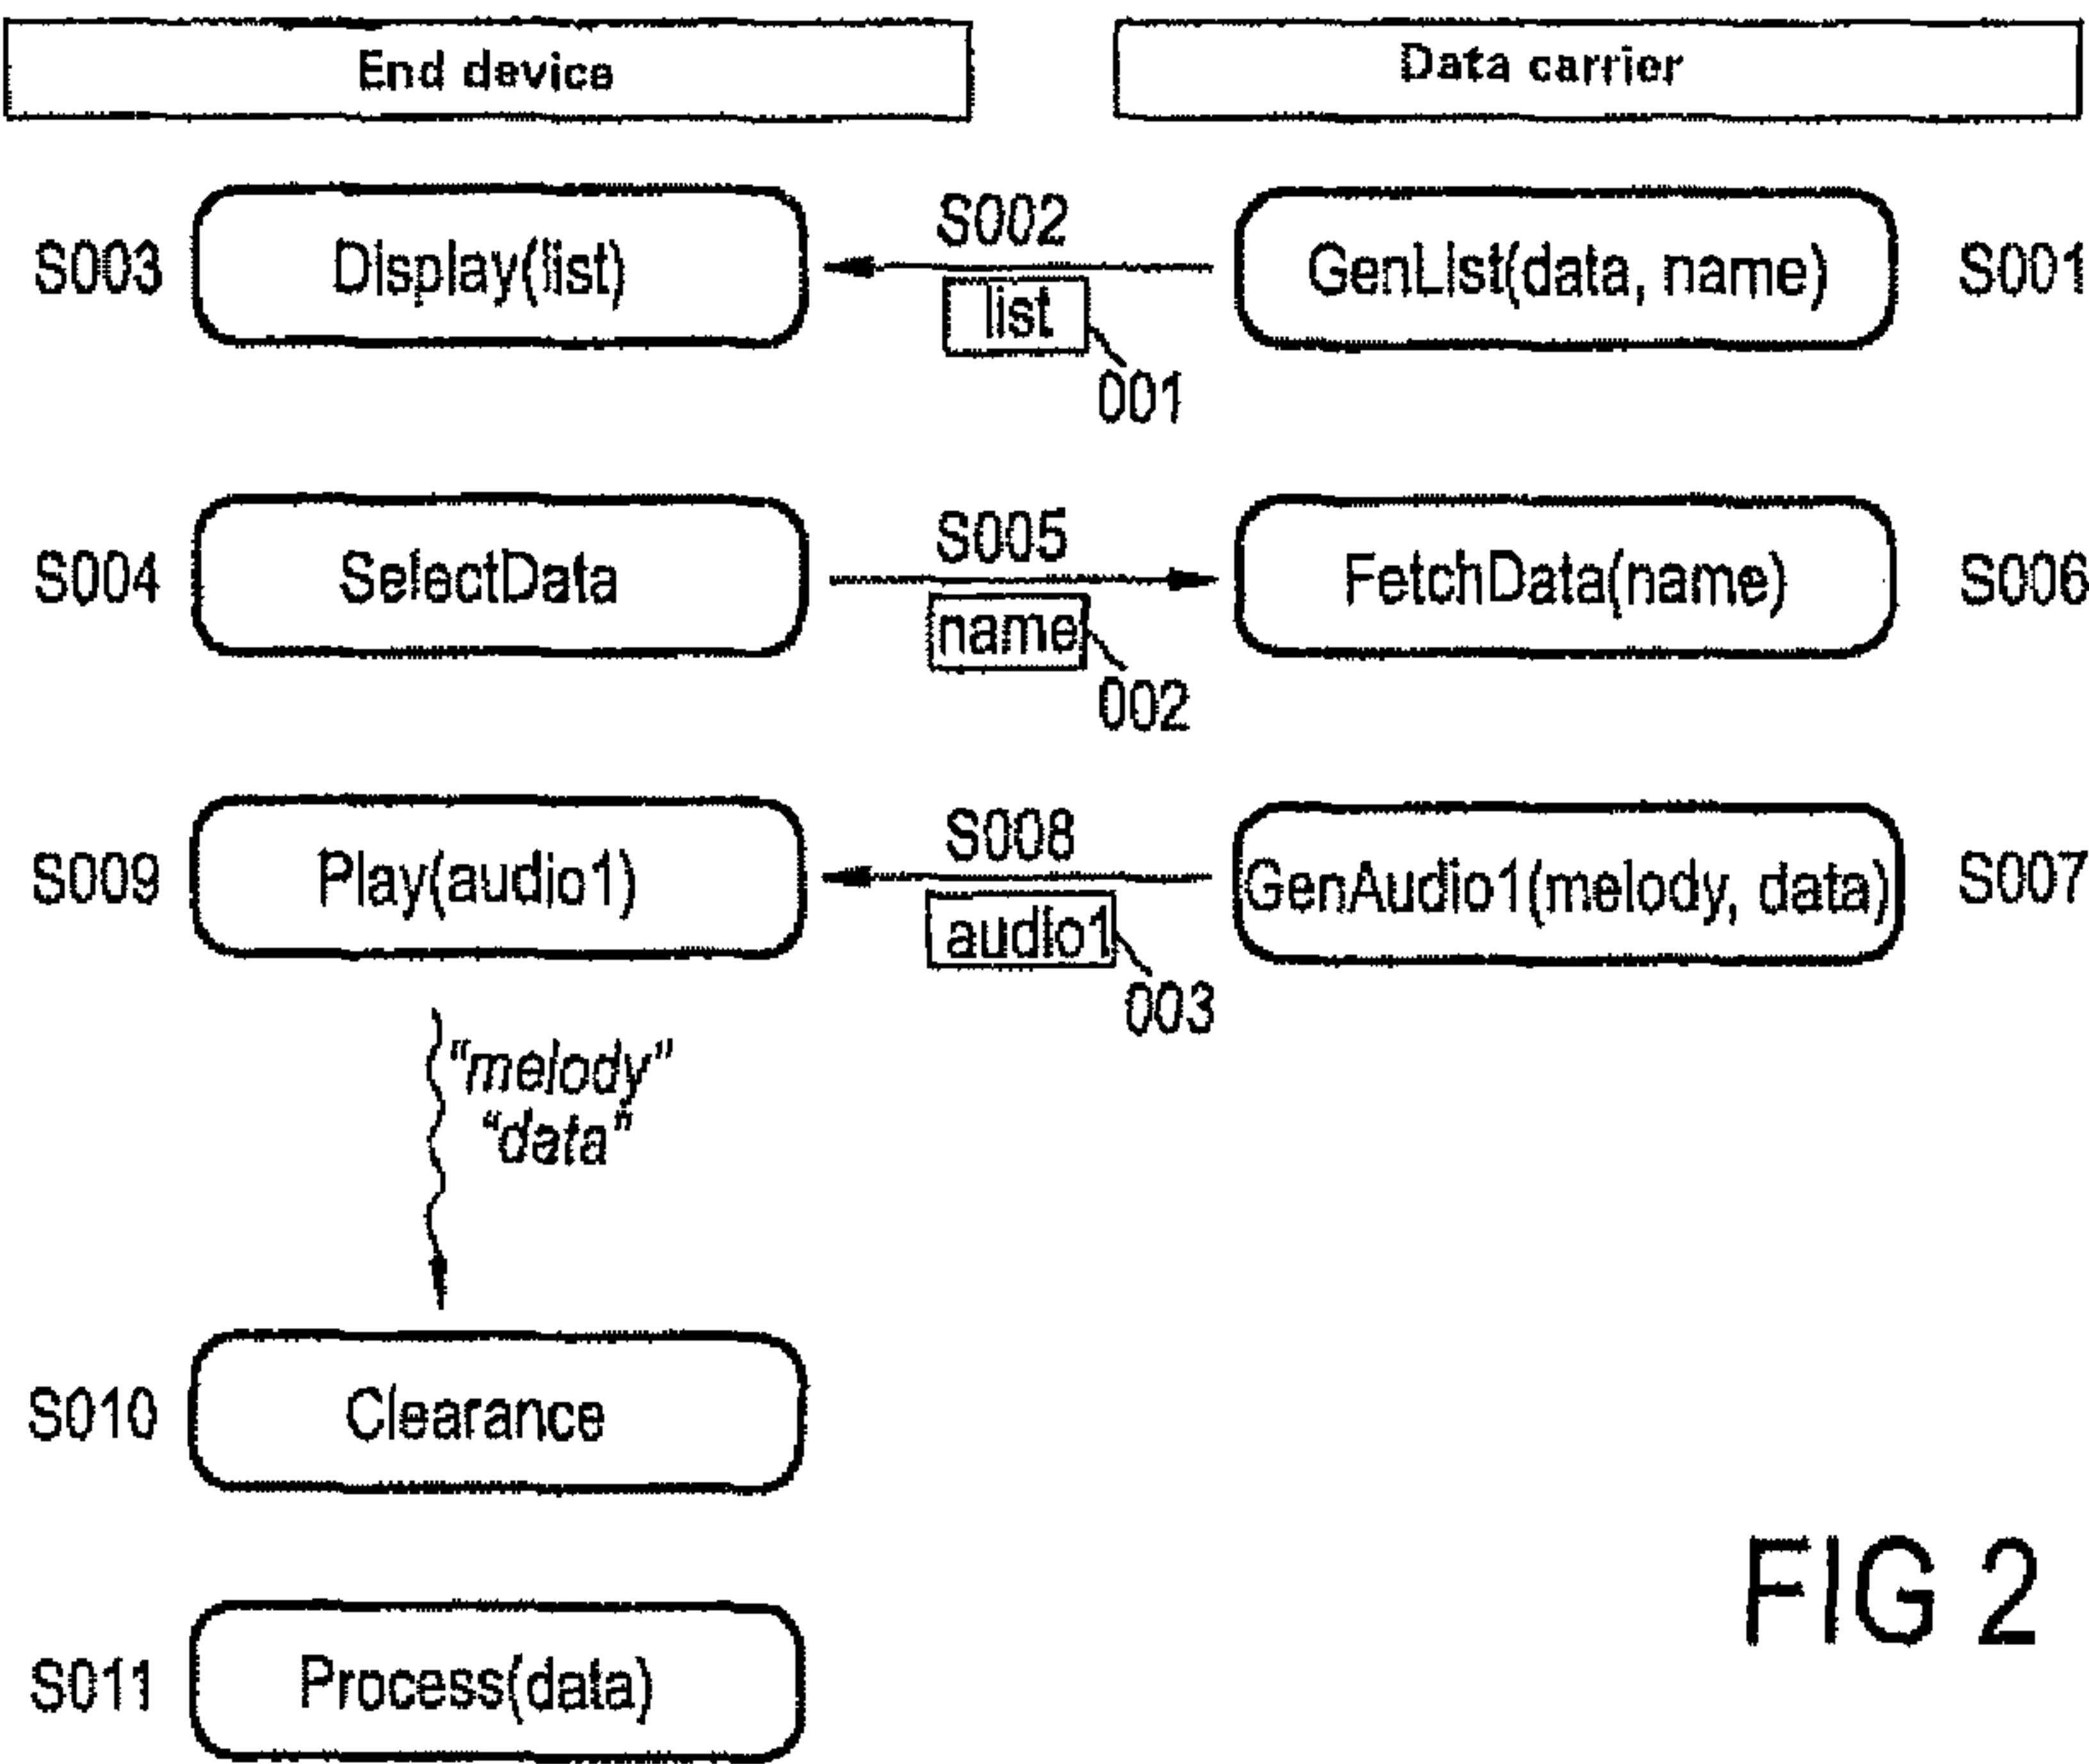 End device
Data carrier
S003
Display(list)
S002
list
001
GenList(data, name)
S001
S004
SelectData
S005
name
002
FetchData(name)
S006
S009
Play(audio1)
S008
audio1
003
GenAudio1(melody, data)
S007
“melody”
“data”
S010
Clearance
S011
Process(data)
FIG 2